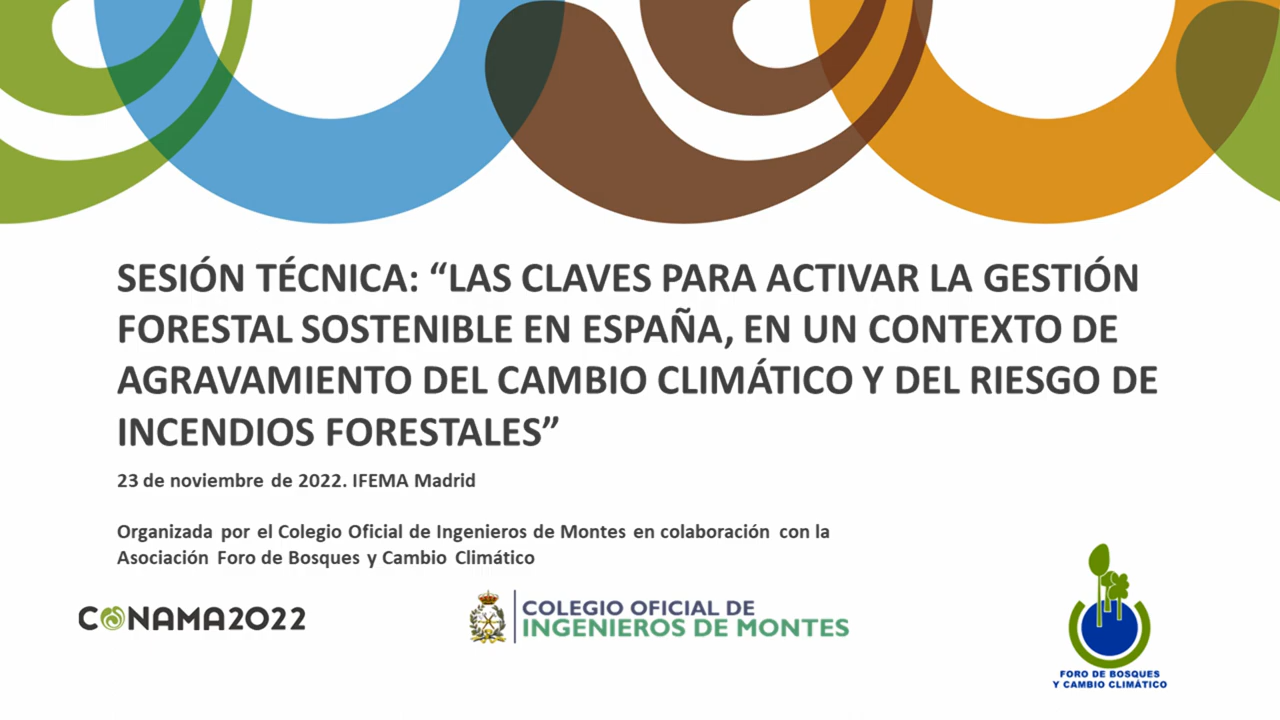 SESIÓN TÉCNICA: “LAS CLAVES PARA ACTIVAR LA GESTIÓN
FORESTAL SOSTENIBLE EN ESPAÑA, EN UN CONTEXTO DE
AGRAVAMIENTO DEL CAMBIO CLIMÁTICO Y DEL RIESGO DE
INCENDIOS FORESTALES”
23 de noviembre de 2022. IFEMA Madrid
Organizada por el Colegio Oficial de Ingenieros de Montes en colaboración con la
Asociación Foro de Bosques y Cambio Climático
CONAMA2022
COLEGIO OFICIAL DE
INGENIEROS DE MONTES
FORO DE BOSQUES
Y CAMBIO CLIMÁTICO